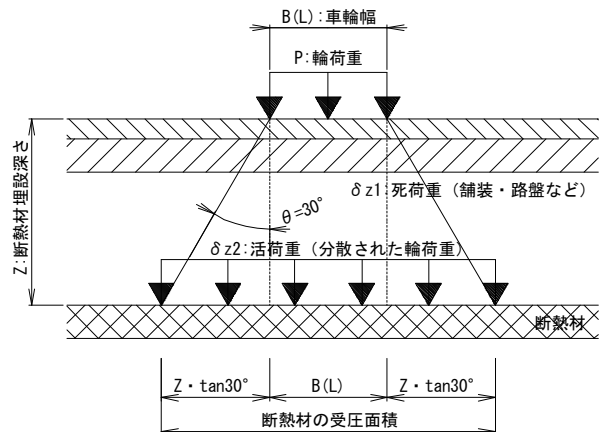 B(L):車輪幅
P:輪荷重
Z:断熱材埋設深さ
δz1:死荷重（舗装・路盤など）
θ=30°
δz2:活荷重（分散された輪荷重）
断熱材
Z・tan30°
B(L)
Z・tan30°
断熱材の受圧面積